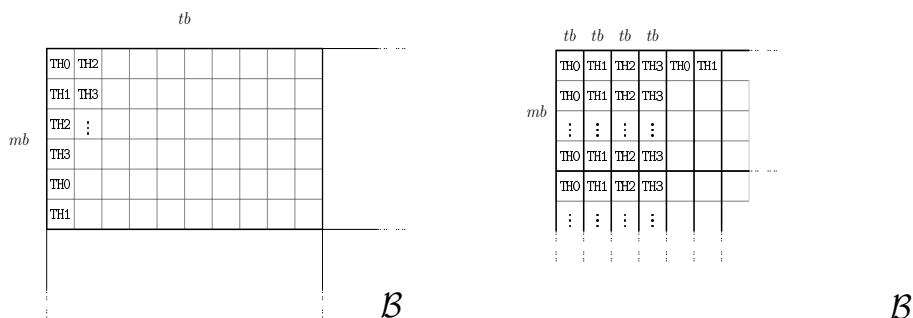 tb
TH0 TH2
TH1 TH3
mb TH2 ⋮
TH3
TH0
TH1
ℬ
tb tb tb tb
TH0 TH1 TH2 TH3 TH0 TH1
TH0 TH1 TH2 TH3
mb ⋮ ⋮ ⋮ ⋮
TH0 TH1 TH2 TH3
TH0 TH1 TH2 TH3
⋮ ⋮ ⋮ ⋮
ℬ